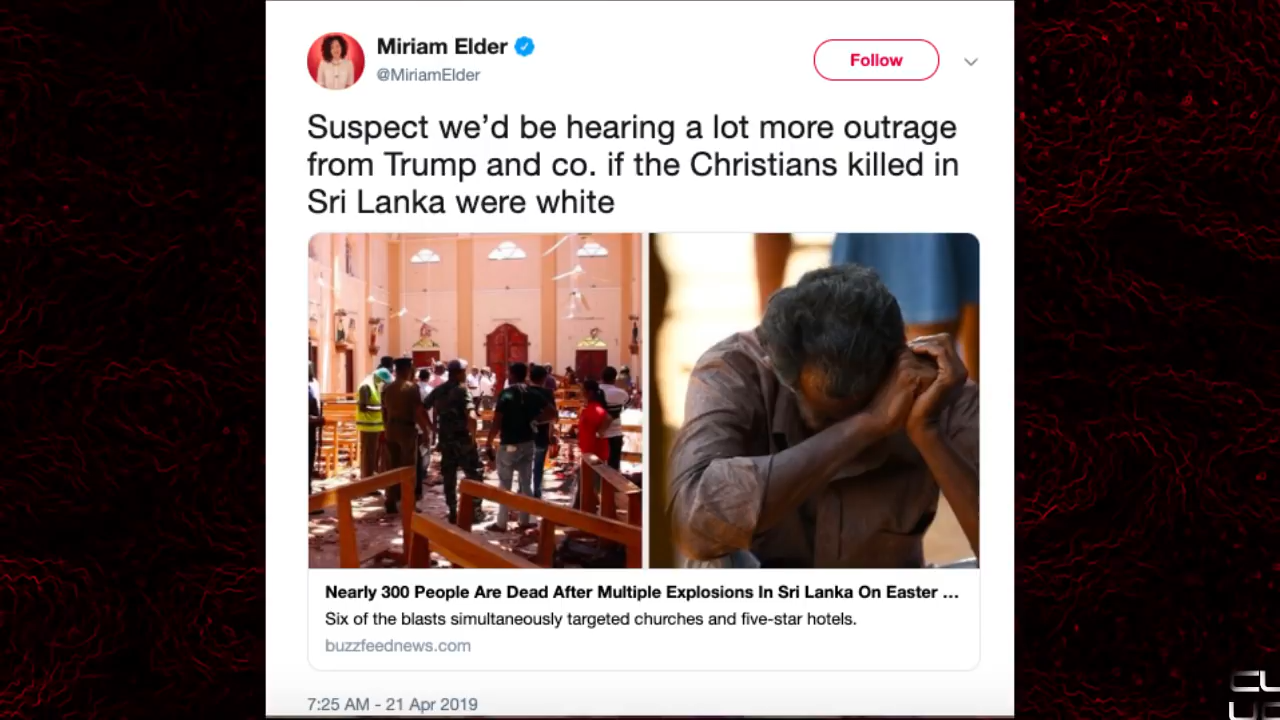 Miriam Elder
@MiriamElder
Follow
Suspect we’d be hearing a lot more outrage
from Trump and co. if the Christians killed in
Sri Lanka were white
Nearly 300 People Are Dead After Multiple Explosions In Sri Lanka On Easter ...
Six of the blasts simultaneously targeted churches and five-star hotels.
buzzfeednews.com
7:25 AM - 21 Apr 2019